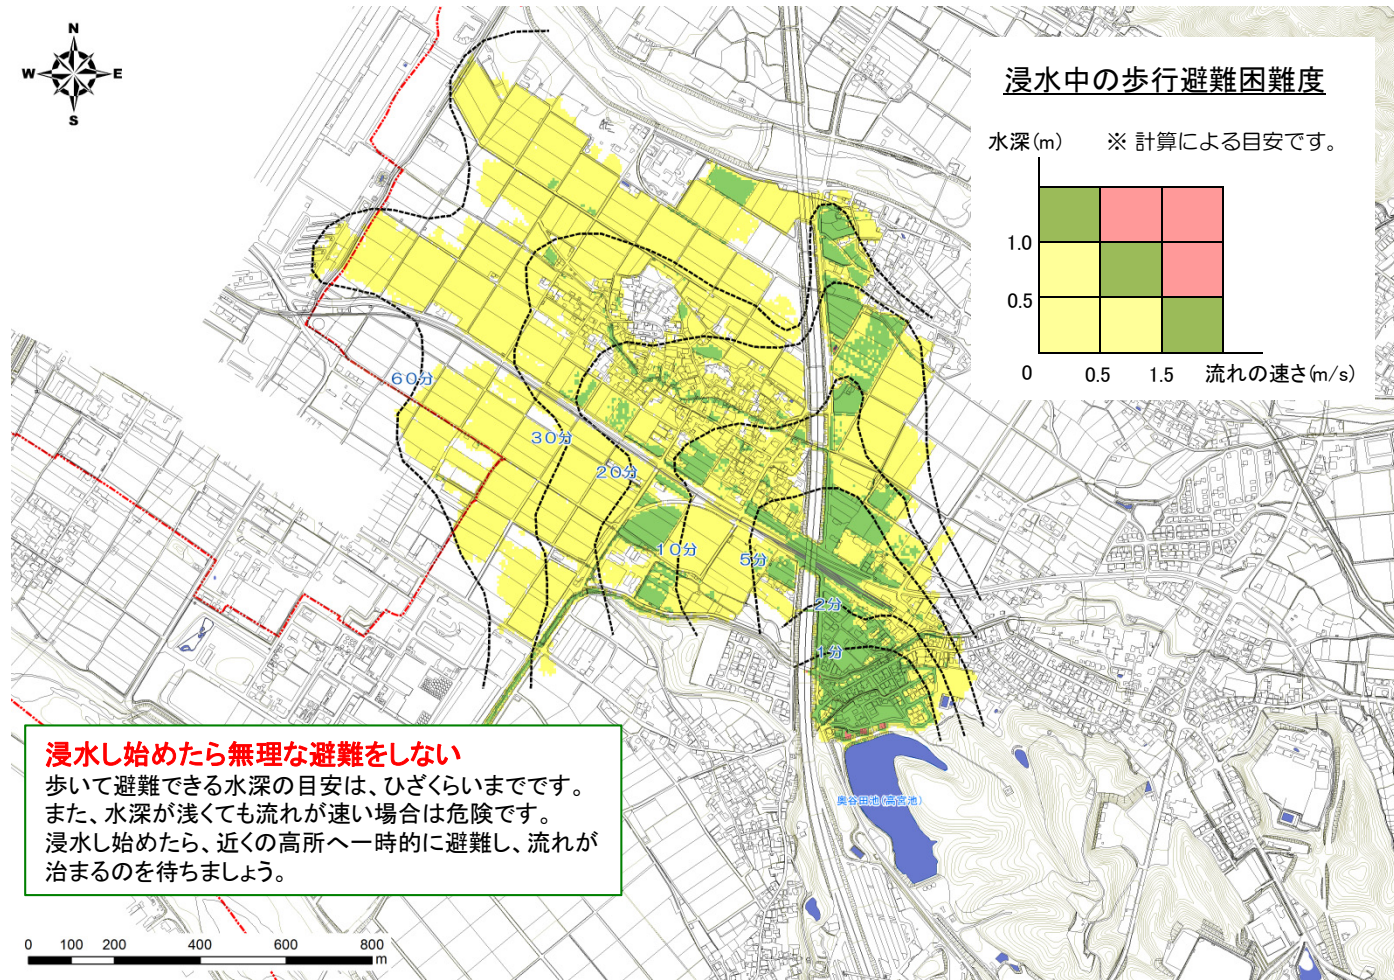 N
W
E
S
浸水中の歩行避難困難度
水深(m)
※ 計算による目安です。
1.0
0.5
0
0.5
1.5
流れの速さ(m/s)
60分
30分
20分
10分
5分
2分
1分
奥谷田池(高宮池)
浸水し始めたら無理な避難をしない
歩いて避難できる水深の目安は、ひざくらいまでです。
また、水深が浅くても流れが速い場合は危険です。
浸水し始めたら、近くの高所へ一時的に避難し、流れが
治まるのを待ちましょう。
0 100 200 400 600 800
m